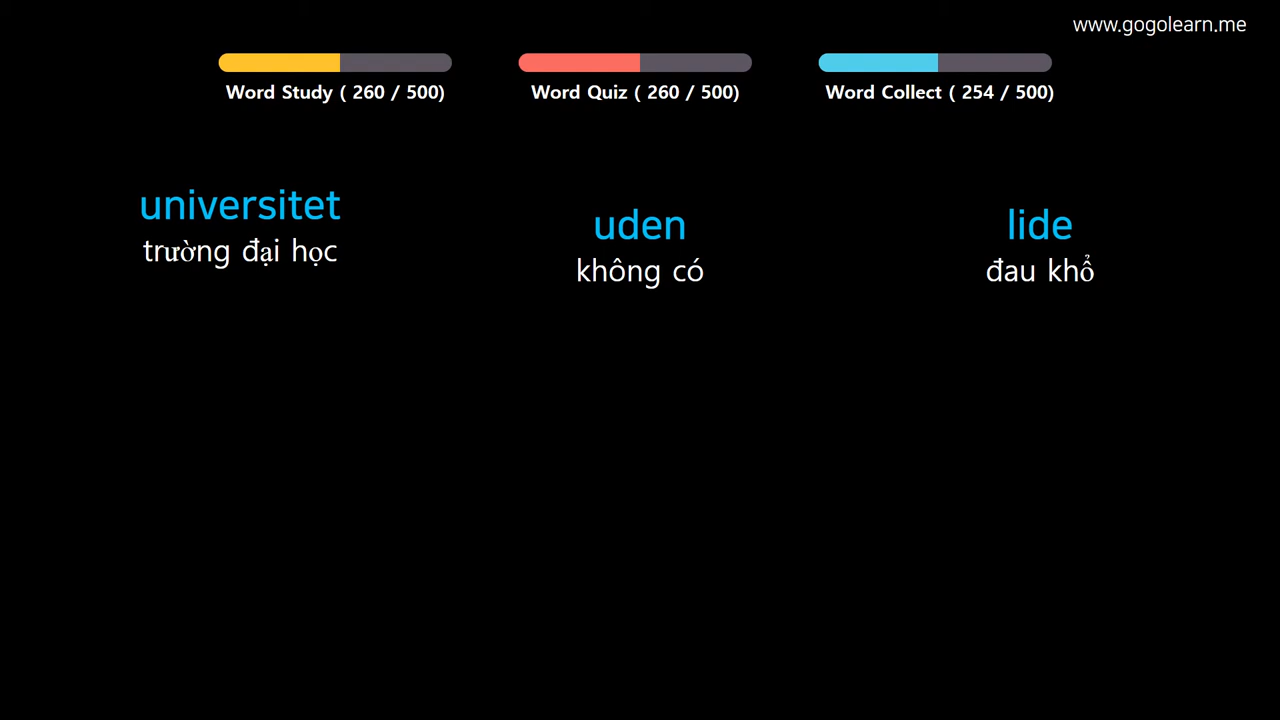 www.gogolearn.me
Word Study ( 260 / 500)
Word Quiz ( 260 / 500)
Word Collect ( 254 / 500)
universitet
trường đại học
uden
không có
lide
đau khổ